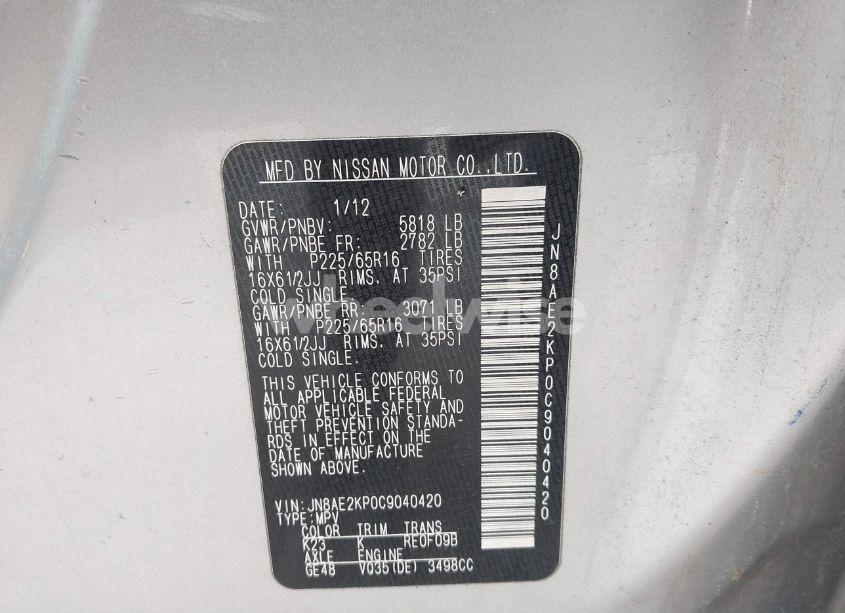 MFD BY NISSAN MOTOR CO.,LTD.
DATE: 1/12
GVWR/PNBV: 5818 LB
GAWR/PNBE FR: 2782 LB
WITH P225/65R16 TIRES
16X61/2JJ RIMS, AT 35PSI
COLD SINGLE.
GAWR/PNBE RR: 3071 LB
WITH P225/65R16 TIRES
16X61/2JJ RIMS, AT 35PSI
COLD SINGLE.
THIS VEHICLE CONFORMS TO
ALL APPLICABLE FEDERAL
MOTOR VEHICLE SAFETY AND
THEFT PREVENTION STANDA-
RDS IN EFFECT ON THE
DATE OF MANUFACTURE
SHOWN ABOVE.
VIN:JN8AE2KP0C9040420
TYPE:MPV
COLOR TRIM TRANS
K23 K RE0F09B
AXLE ENGINE
GE48 VQ35(DE) 3498CC
JN8AE2KP0C9040420
wheelwise